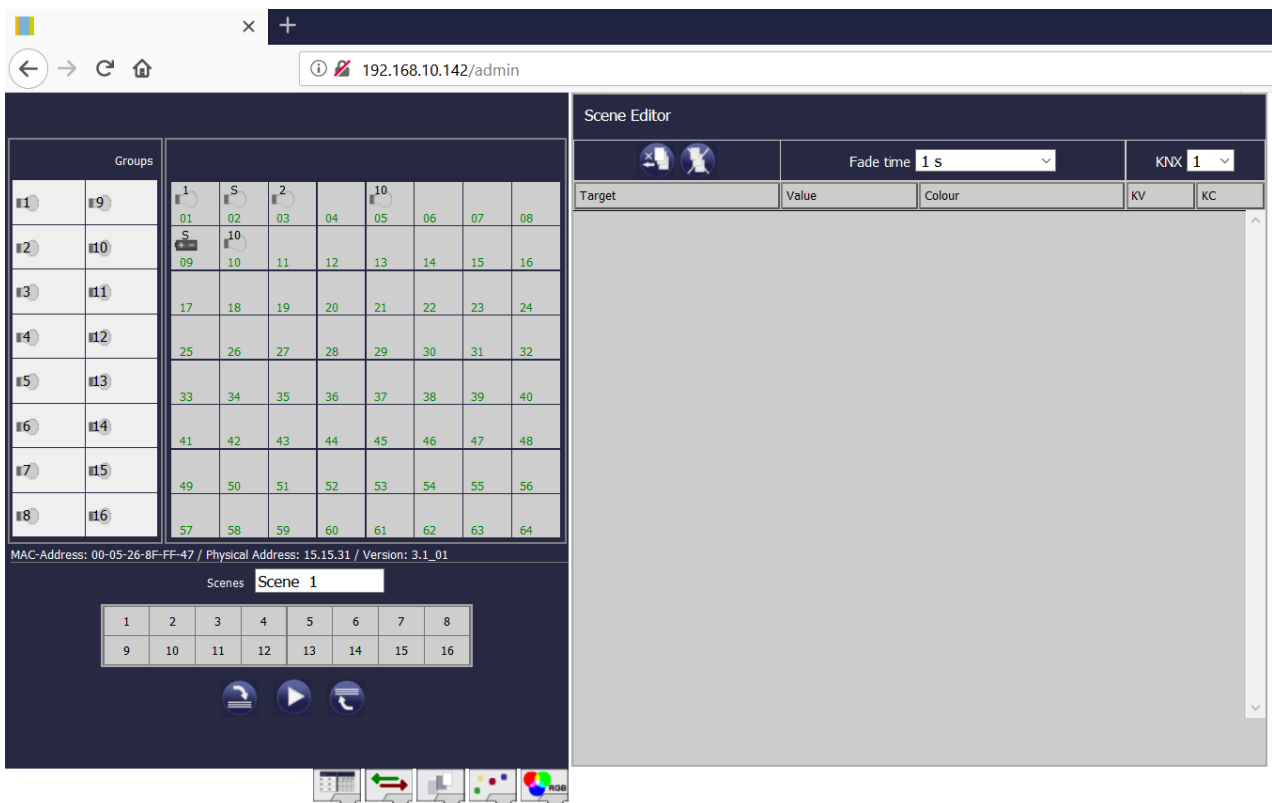 192.168.10.142/admin
Scene Editor
Groups
Fade time 1 s
KNX 1
Target Value Colour KV KC
1 9
1 S 2 10
01 02 03 04 05 06 07 08
2 10
S 10
09 10 11 12 13 14 15 16
3 11
17 18 19 20 21 22 23 24
4 12
25 26 27 28 29 30 31 32
5 13
33 34 35 36 37 38 39 40
6 14
41 42 43 44 45 46 47 48
7 15
49 50 51 52 53 54 55 56
8 16
57 58 59 60 61 62 63 64
MAC-Address: 00-05-26-8F-FF-47 / Physical Address: 15.15.31 / Version: 3.1_01
Scenes Scene 1
1 2 3 4 5 6 7 8
9 10 11 12 13 14 15 16
RGB